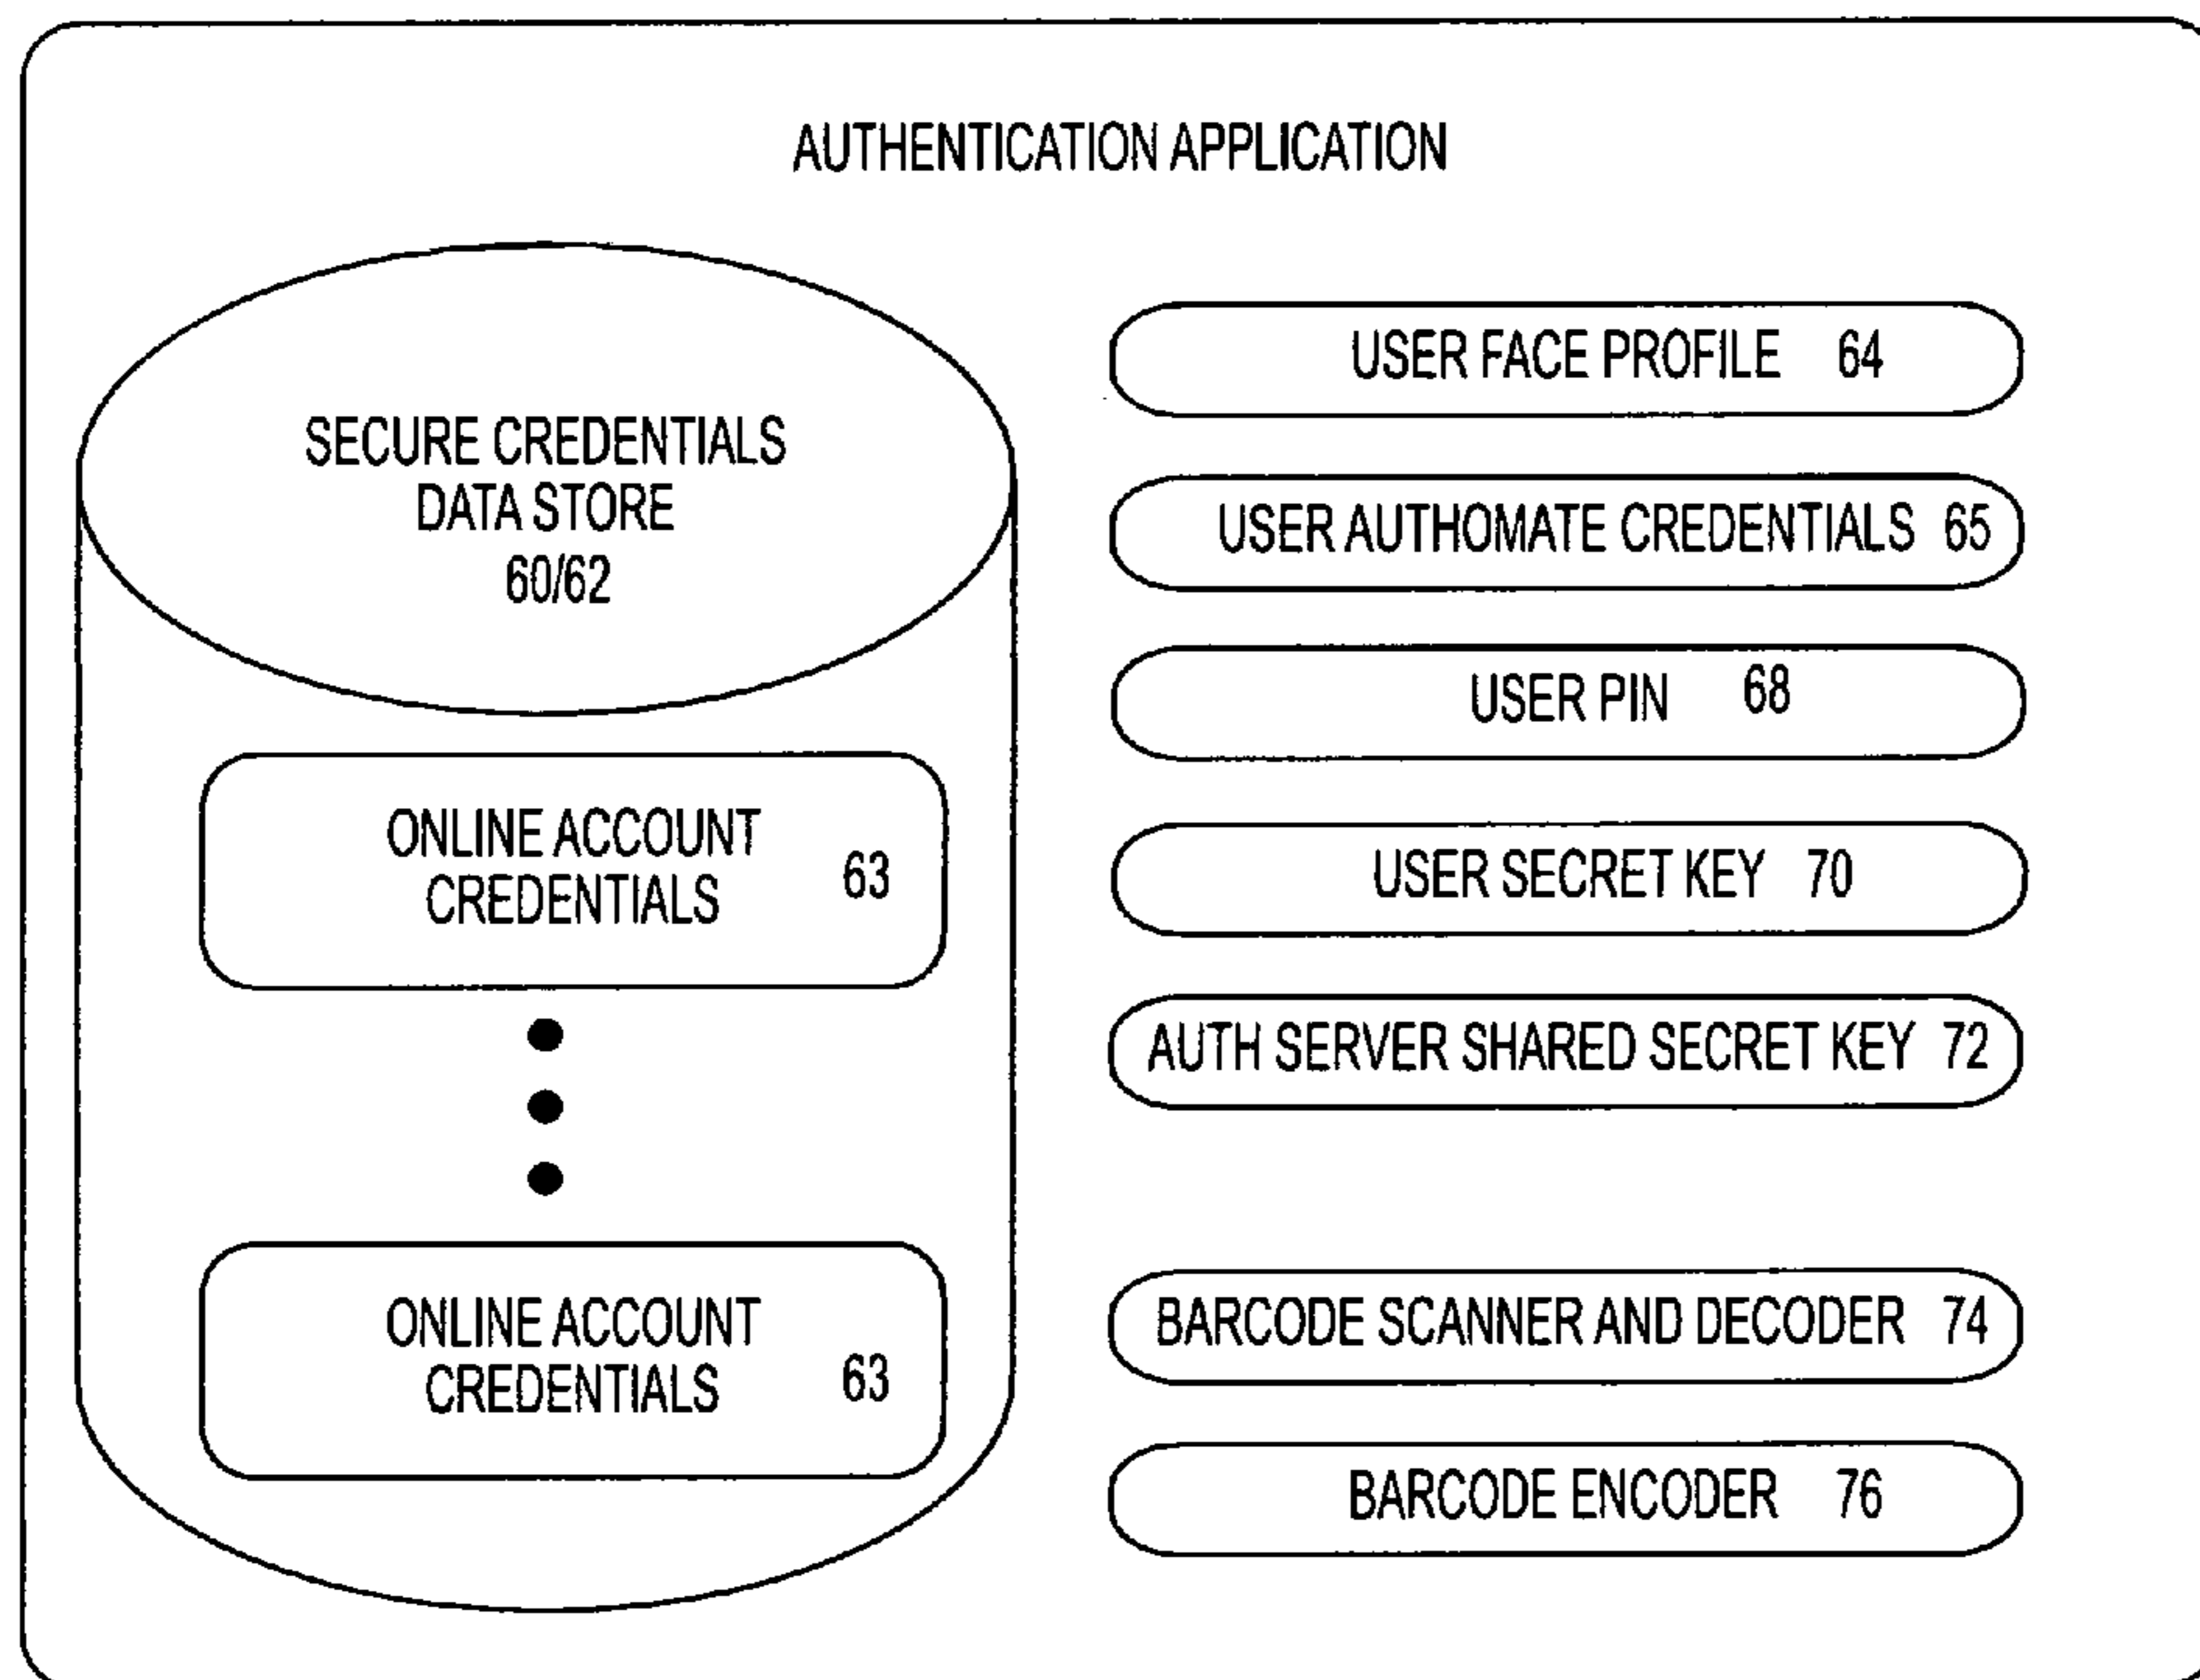 AUTHENTICATION APPLICATION
SECURE CREDENTIALS
DATA STORE
60/62
ONLINE ACCOUNT
CREDENTIALS 63
ONLINE ACCOUNT
CREDENTIALS 63
USER FACE PROFILE 64
USER AUTHOMATE CREDENTIALS 65
USER PIN 68
USER SECRET KEY 70
AUTH SERVER SHARED SECRET KEY 72
BARCODE SCANNER AND DECODER 74
BARCODE ENCODER 76